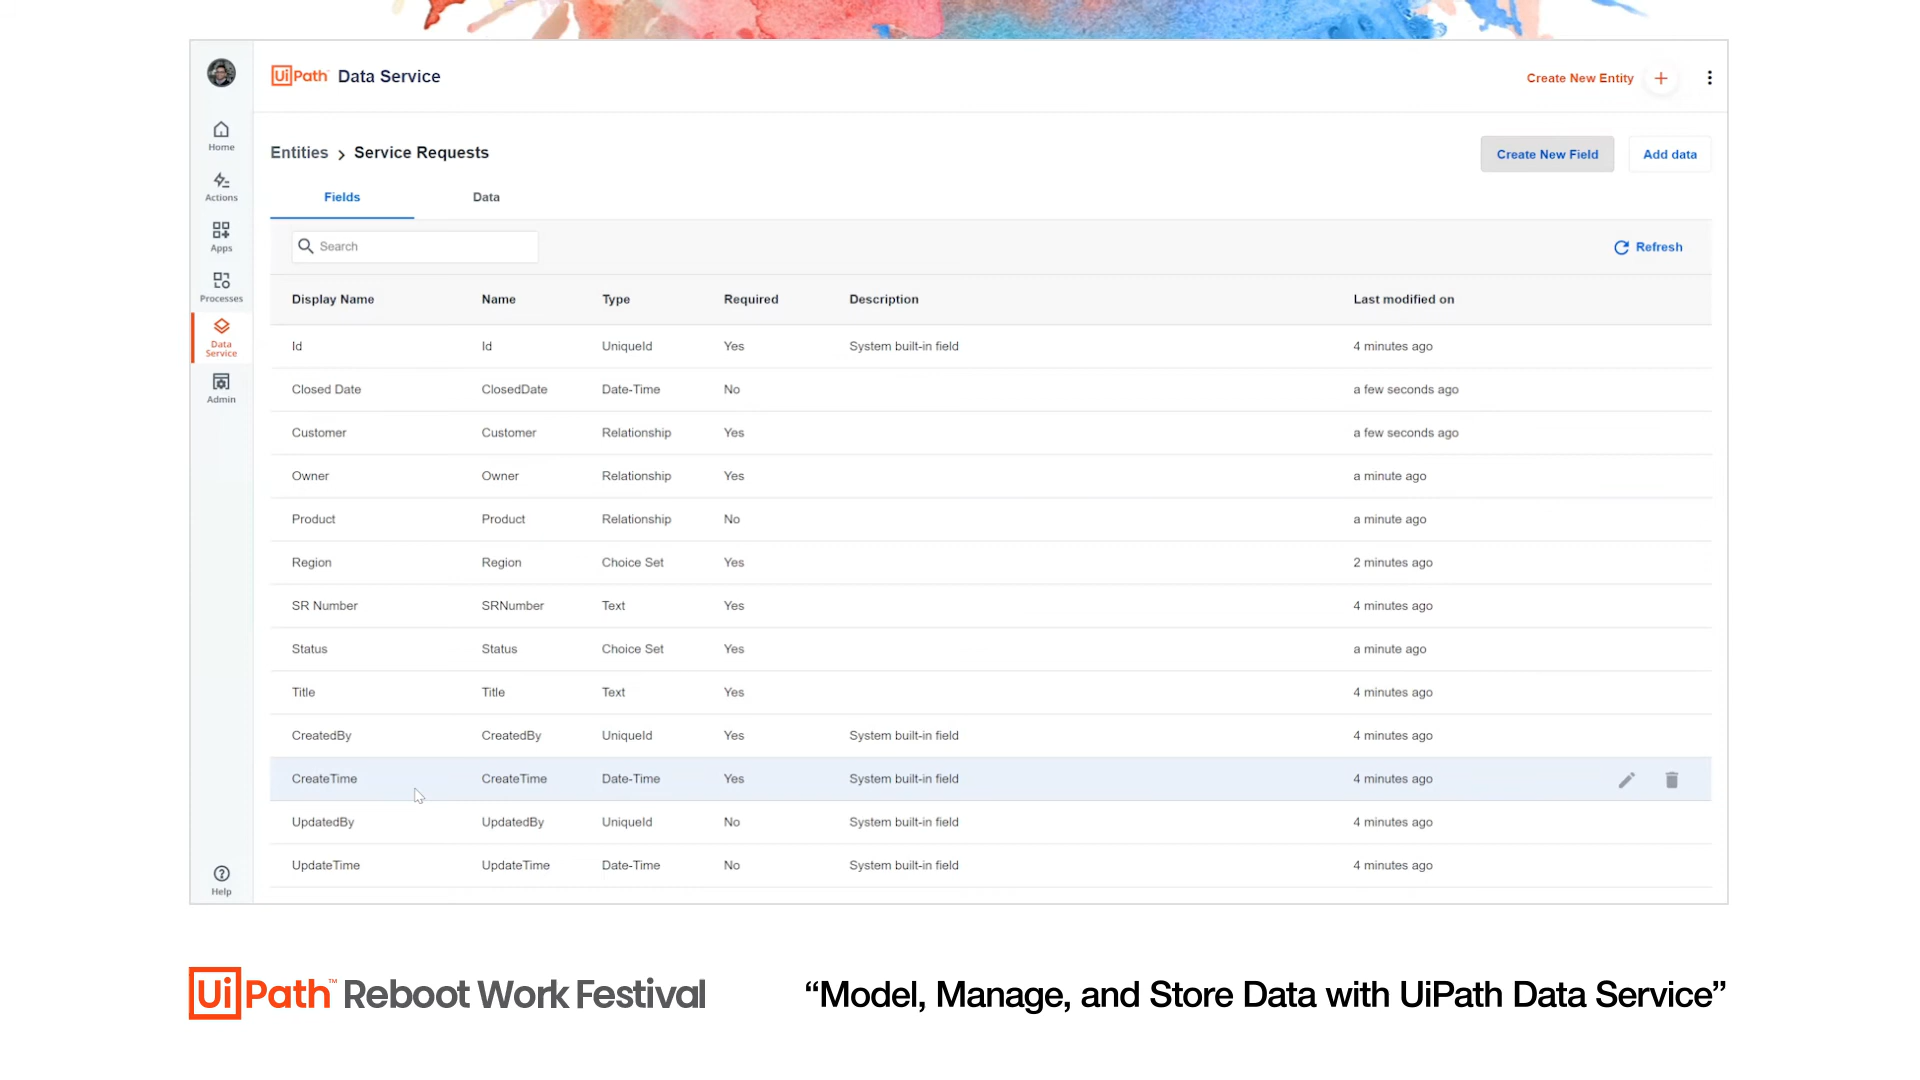 UiPath Data Service
Create New Entity +
Home
Actions
Apps
Processes
Data
Service
Admin
Help
Entities > Service Requests
Create New Field
Add data
Fields Data
Search
Refresh
Display Name Name Type Required Description Last modified on
Id Id UniqueId Yes System built-in field 4 minutes ago
Closed Date ClosedDate Date-Time No a few seconds ago
Customer Customer Relationship Yes a few seconds ago
Owner Owner Relationship Yes a minute ago
Product Product Relationship No a minute ago
Region Region Choice Set Yes 2 minutes ago
SR Number SRNumber Text Yes 4 minutes ago
Status Status Choice Set Yes a minute ago
Title Title Text Yes 4 minutes ago
CreatedBy CreatedBy UniqueId Yes System built-in field 4 minutes ago
CreateTime CreateTime Date-Time Yes System built-in field 4 minutes ago
UpdatedBy UpdatedBy UniqueId No System built-in field 4 minutes ago
UpdateTime UpdateTime Date-Time No System built-in field 4 minutes ago
UiPath™ Reboot Work Festival
“Model, Manage, and Store Data with UiPath Data Service”